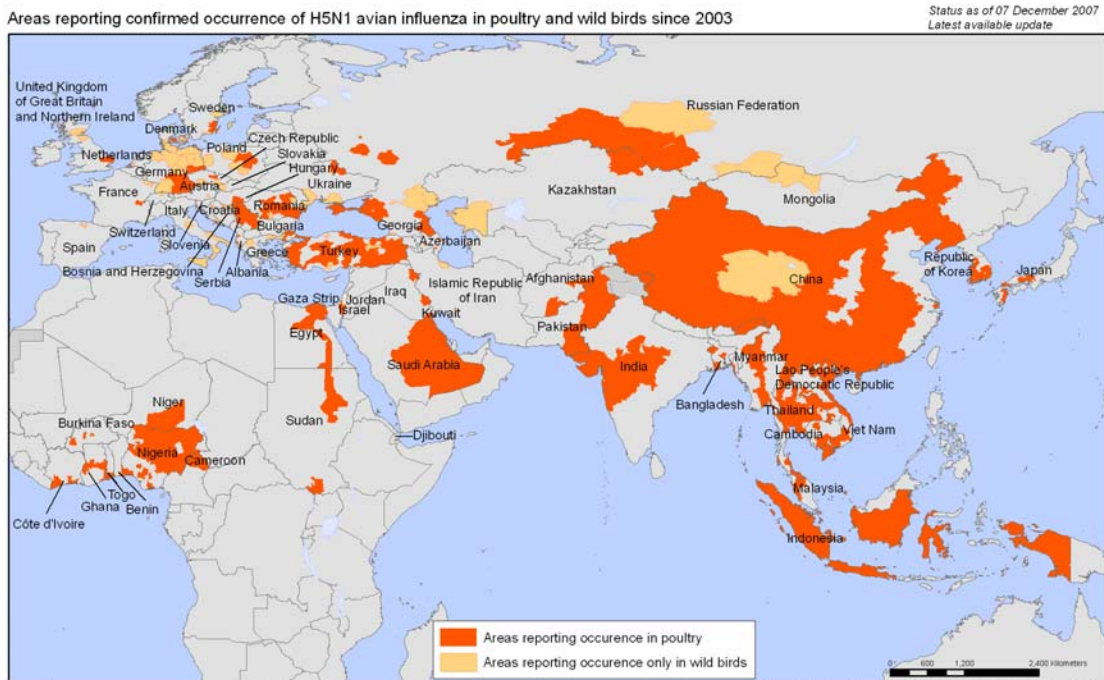 Areas reporting confirmed occurrence of H5N1 avian influenza in poultry and wild birds since 2003
Status as of 07 December 2007
Latest available update
United Kingdom
of Great Britain
and Northern Ireland
Sweden
Denmark
Russian Federation
Netherlands
Poland
Czech Republic
Slovakia
Germany
Hungary
France
Austria
Ukraine
Kazakhstan
Mongolia
Italy
Croatia
Romania
Switzerland
Bulgaria
Georgia
Spain
Slovenia
Greece
Turkey
Azerbaijan
Bosnia and Herzegovina
Albania
Serbia
China
Republic
of Korea
Japan
Gaza Strip
Jordan
Iraq
Islamic Republic
of Iran
Afghanistan
Israel
Egypt
Kuwait
Pakistan
Saudi Arabia
India
Myanmar
Lao People's
Democratic Republic
Niger
Sudan
Bangladesh
Thailand
Burkina Faso
Djibouti
Cambodia
Viet Nam
Nigeria
Cameroon
Togo
Ghana
Benin
Côte d'Ivoire
Malaysia
Indonesia
Areas reporting occurence in poultry
Areas reporting occurence only in wild birds
0 600 1,200 2,400 Kilometers